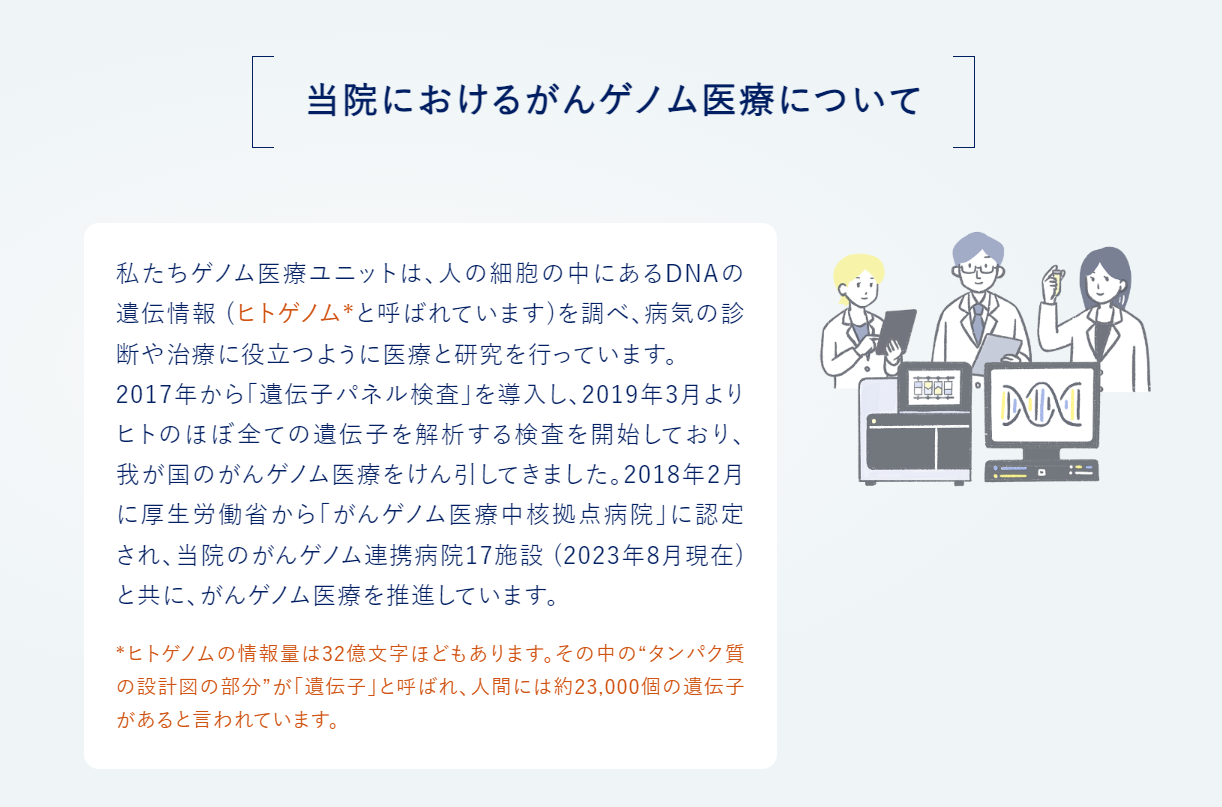 当院におけるがんゲノム医療について
私たちゲノム医療ユニットは、人の細胞の中にあるDNAの
遺伝情報（ヒトゲノム*と呼ばれています）を調べ、病気の診
断や治療に役立つように医療と研究を行っています。
2017年から「遺伝子パネル検査」を導入し、2019年3月より
ヒトのほぼ全ての遺伝子を解析する検査を開始しており、
我が国のがんゲノム医療をけん引してきました。2018年2月
に厚生労働省から「がんゲノム医療中核拠点病院」に認定
され、当院のがんゲノム連携病院17施設（2023年8月現在）
と共に、がんゲノム医療を推進しています。
*ヒトゲノムの情報量は32億文字ほどもあります。その中の“タンパク質
の設計図の部分”が「遺伝子」と呼ばれ、人間には約23,000個の遺伝子
があると言われています。